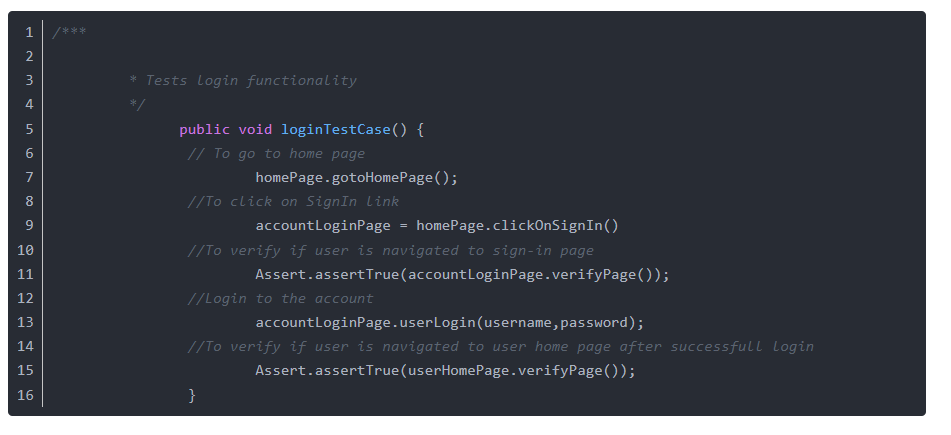 1 /***
2
3 * Tests login functionality
4 */
5 public void loginTestCase() {
6 // To go to home page
7 homePage.gotoHomePage();
8 //To click on SignIn link
9 accountLoginPage = homePage.clickOnSignIn()
10 //To verify if user is navigated to sign-in page
11 Assert.assertTrue(accountLoginPage.verifyPage());
12 //Login to the account
13 accountLoginPage.userLogin(username,password);
14 //To verify if user is navigated to user home page after successfull login
15 Assert.assertTrue(userHomePage.verifyPage());
16 }